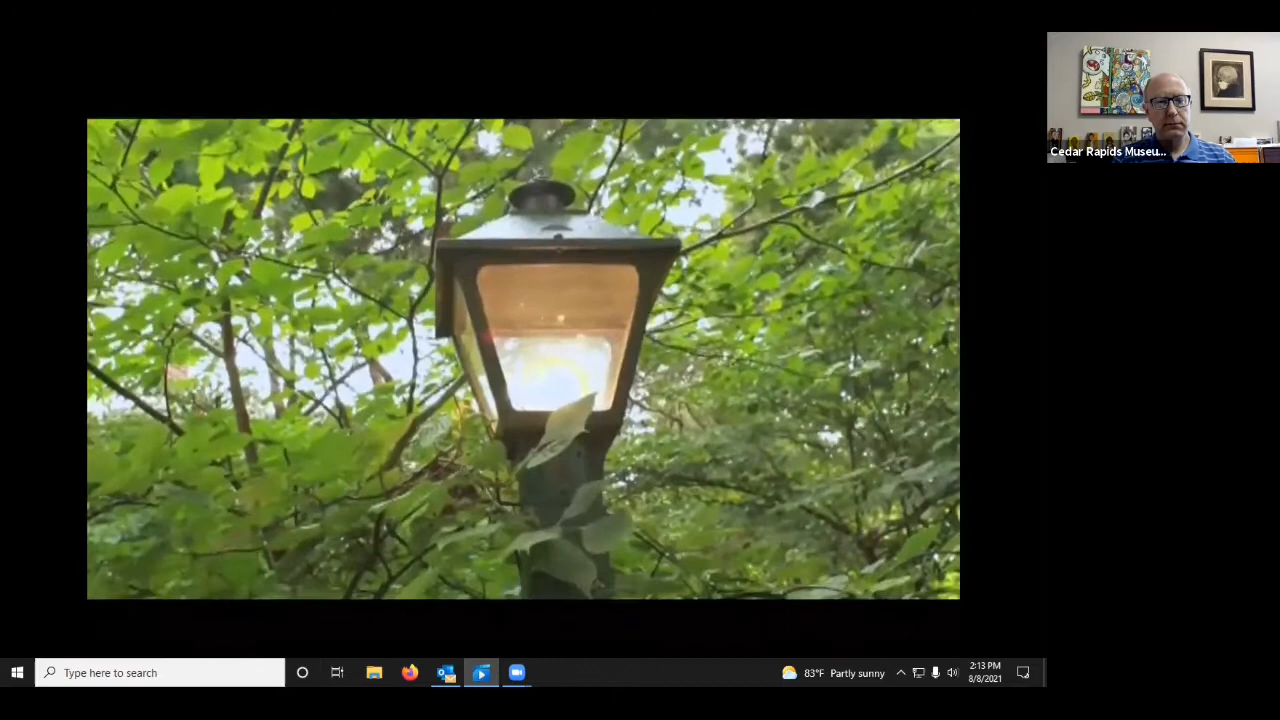 Cedar Rapids Museu...
Type here to search
83°F Partly sunny
2:13 PM
8/8/2021